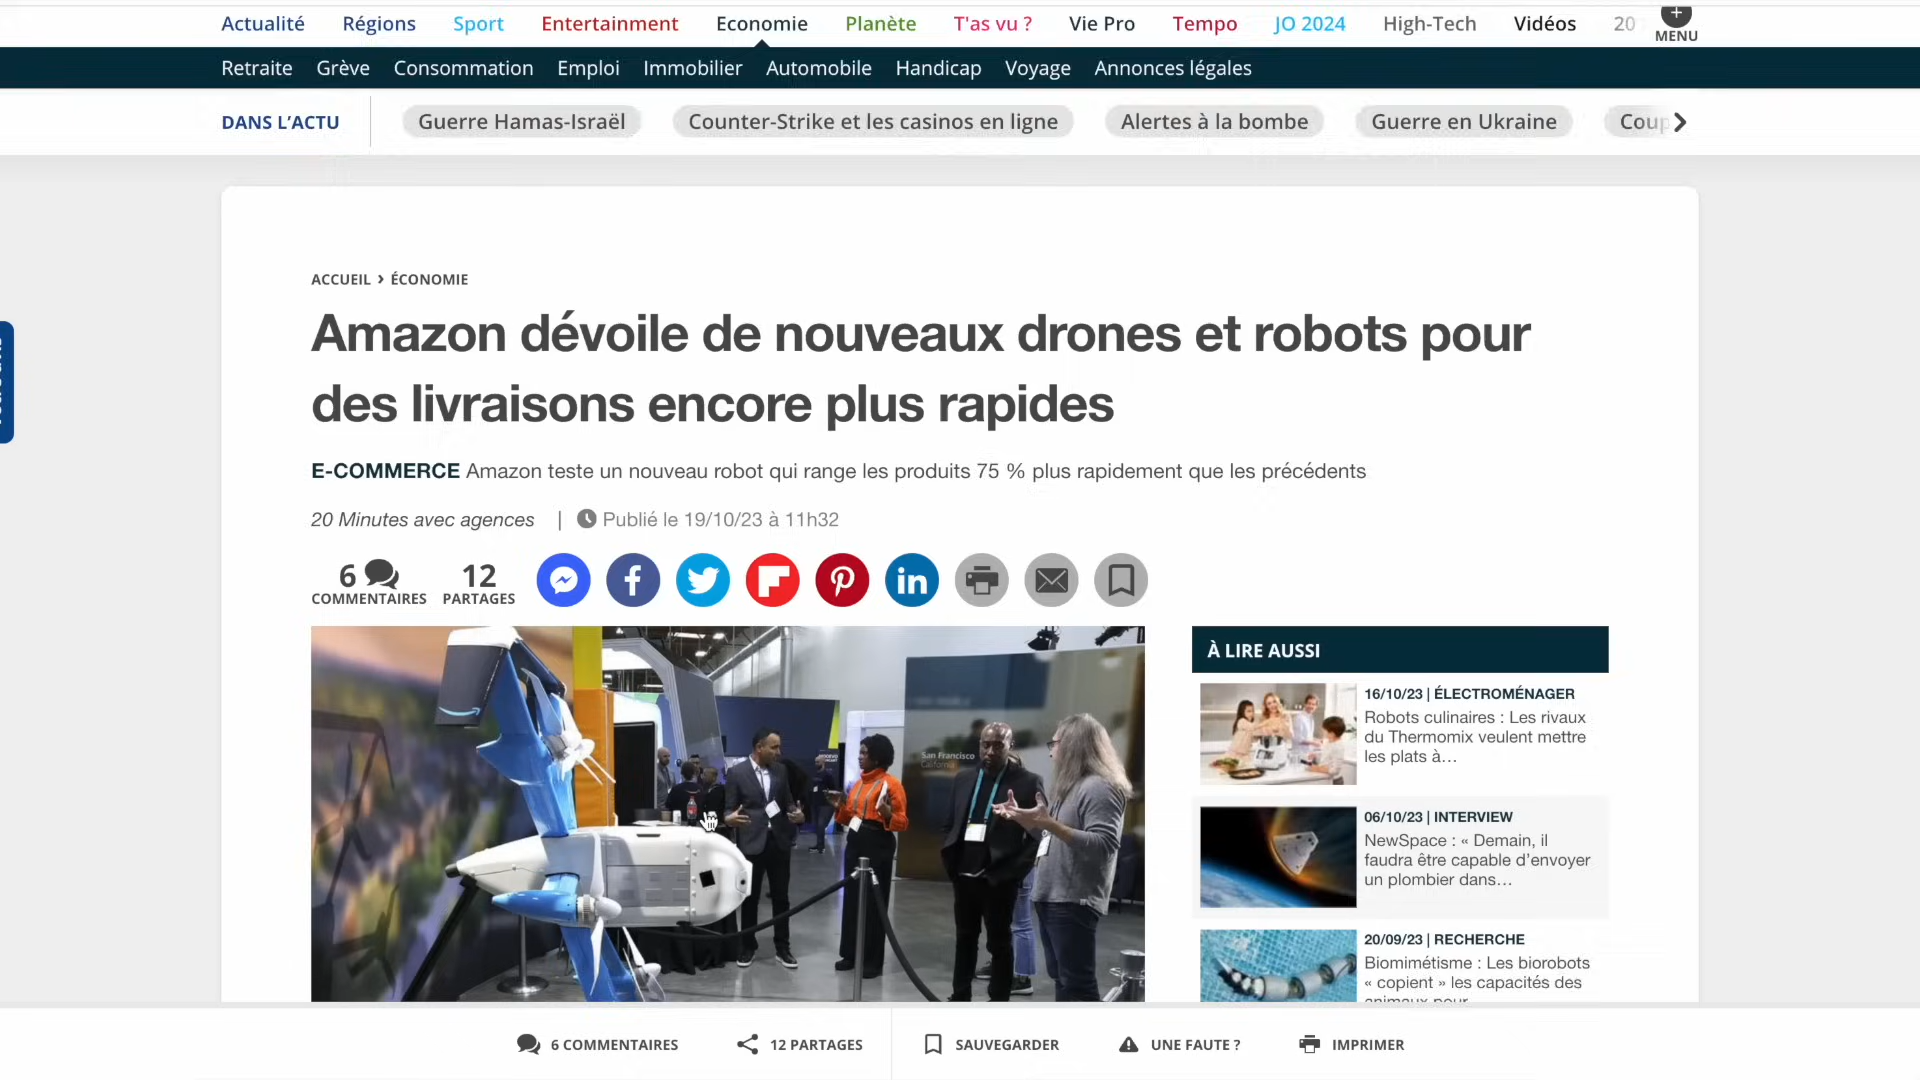 Actualité Régions Sport Entertainment Economie Planète T'as vu ? Vie Pro Tempo JO 2024 High-Tech Vidéos 20
MENU
Retraite Grève Consommation Emploi Immobilier Automobile Handicap Voyage Annonces légales
DANS L'ACTU Guerre Hamas-Israël Counter-Strike et les casinos en ligne Alertes à la bombe Guerre en Ukraine Coup
ACCUEIL › ÉCONOMIE
Amazon dévoile de nouveaux drones et robots pour
des livraisons encore plus rapides
E-COMMERCE Amazon teste un nouveau robot qui range les produits 75 % plus rapidement que les précédents
20 Minutes avec agences | Publié le 19/10/23 à 11h32
6 COMMENTAIRES
12 PARTAGES
San Francisco
California
À LIRE AUSSI
16/10/23 | ÉLECTROMÉNAGER
Robots culinaires : Les rivaux
du Thermomix veulent mettre
les plats à…
06/10/23 | INTERVIEW
NewSpace : « Demain, il
faudra être capable d'envoyer
un plombier dans…
20/09/23 | RECHERCHE
Biomimétisme : Les biorobots
« copient » les capacités des
animaux pour
6 COMMENTAIRES 12 PARTAGES SAUVEGARDER UNE FAUTE ? IMPRIMER